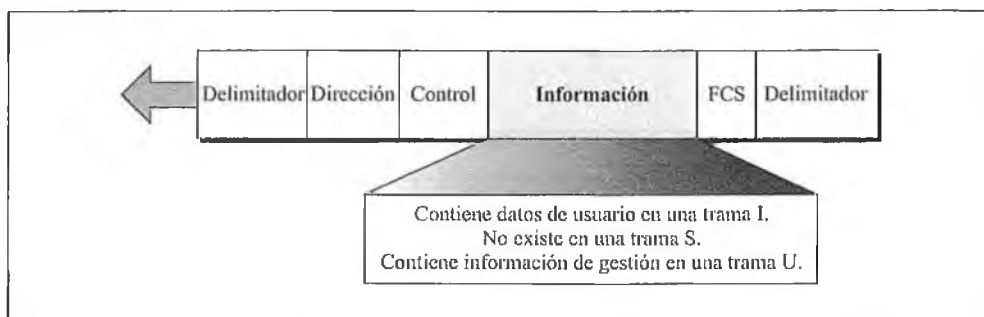 Delimitador Dirección Control Información FCS Delimitador
Contiene datos de usuario en una trama I.
No existe en una trama S.
Contiene información de gestión en una trama U.